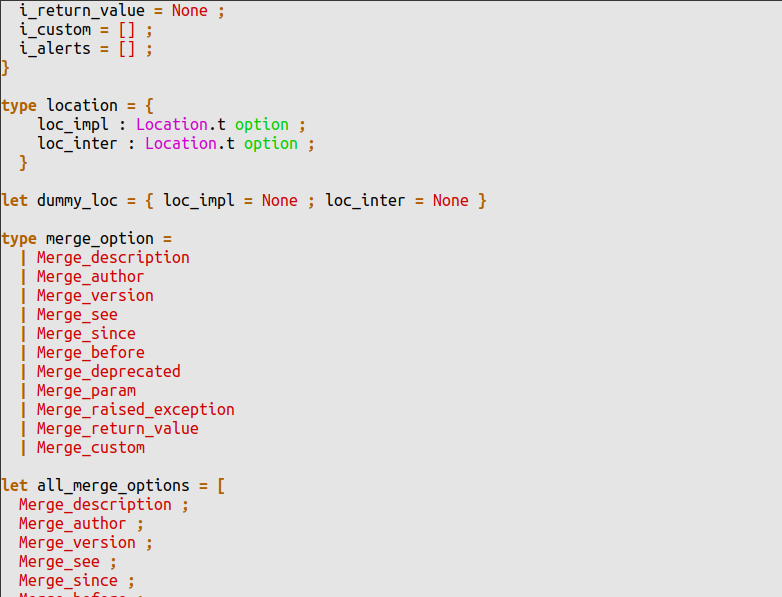 i_return_value = None ;
  i_custom = [] ;
  i_alerts = [] ;
}
type location = {
    loc_impl : Location.t option ;
    loc_inter : Location.t option ;
  }
let dummy_loc = { loc_impl = None ; loc_inter = None }
type merge_option =
  | Merge_description
  | Merge_author
  | Merge_version
  | Merge_see
  | Merge_since
  | Merge_before
  | Merge_deprecated
  | Merge_param
  | Merge_raised_exception
  | Merge_return_value
  | Merge_custom
let all_merge_options = [
  Merge_description ;
  Merge_author ;
  Merge_version ;
  Merge_see ;
  Merge_since ;